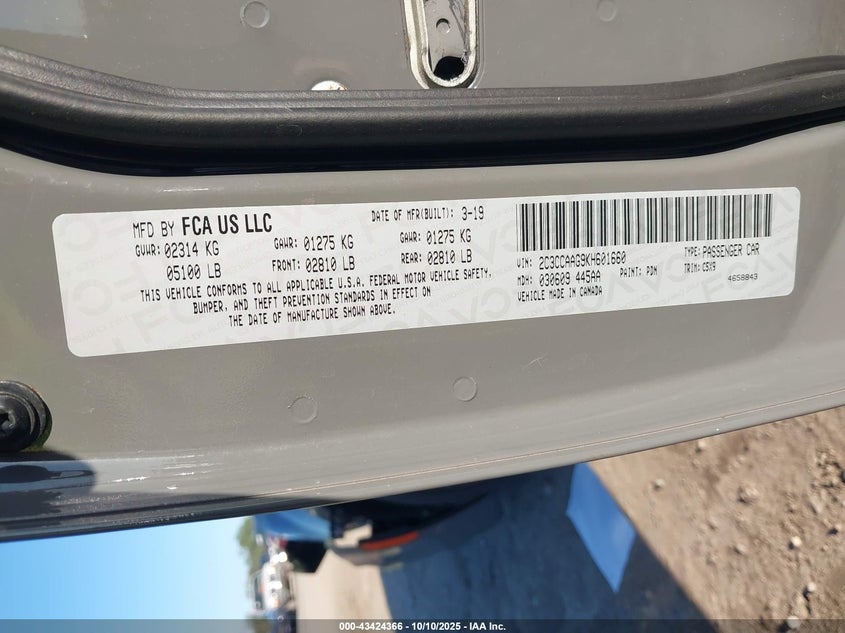 MFD BY FCA US LLC DATE OF MFR(BUILT): 3-19
GVWR: 02314 KG GAWR: 01275 KG GAWR: 01275 KG
05100 LB FRONT: 02810 LB REAR: 02810 LB
THIS VEHICLE CONFORMS TO ALL APPLICABLE U.S.A. FEDERAL MOTOR VEHICLE SAFETY,
BUMPER, AND THEFT PREVENTION STANDARDS IN EFFECT ON
THE DATE OF MANUFACTURE SHOWN ABOVE.
VIN: 2C3CCAAG9KH601660 TYPE: PASSENGER CAR
MDH: 030609 445AA PAINT: PDN TRIM: C5X9
VEHICLE MADE IN CANADA 4658843
000-43424366 - 10/10/2025 - IAA Inc.